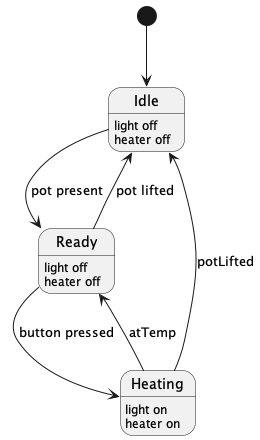 Idle
light off
heater off
pot present
pot lifted
potLifted
Ready
light off
heater off
button pressed
atTemp
Heating
light on
heater on